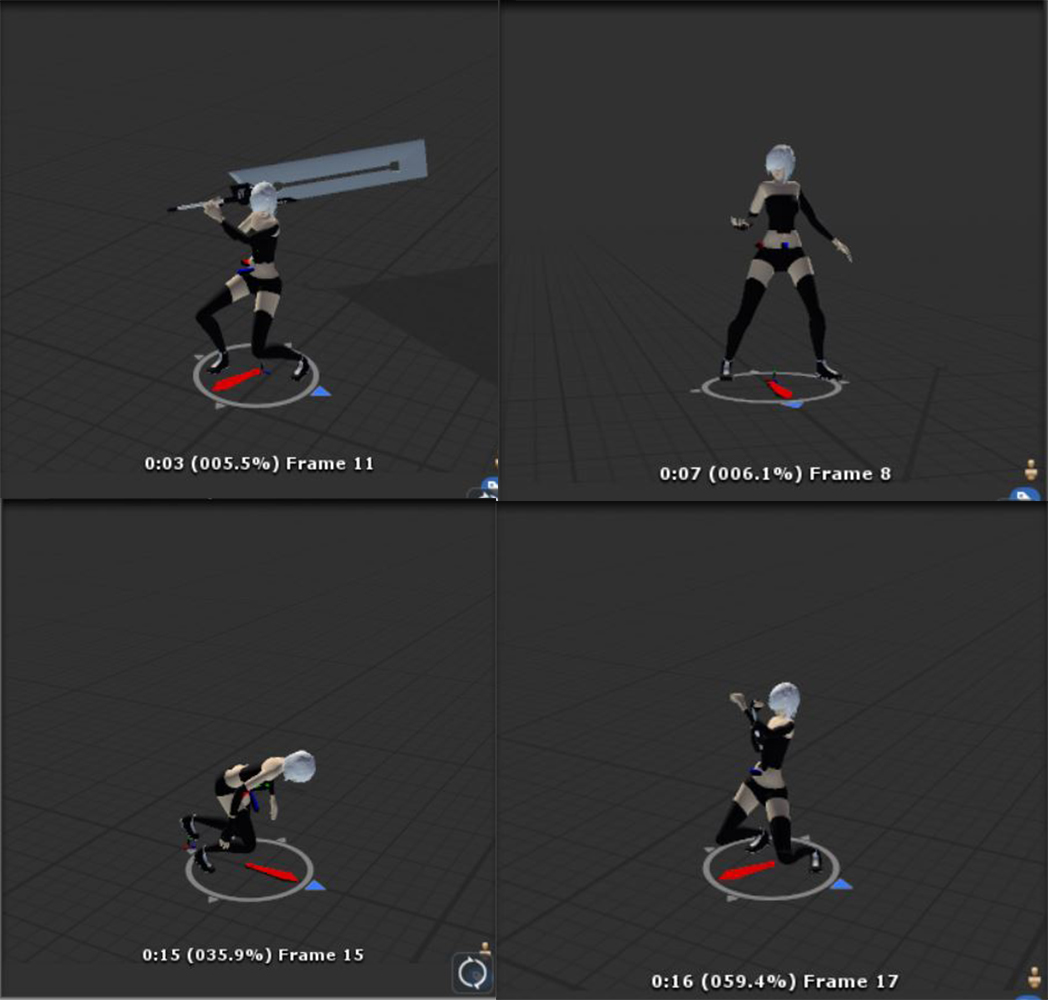 0:03 (005.5%) Frame 11
0:07 (006.1%) Frame 8
0:15 (035.9%) Frame 15
0:16 (059.4%) Frame 17